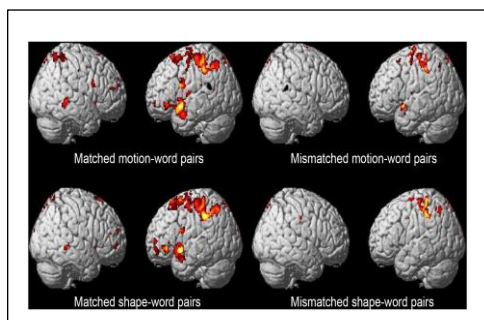 Matched motion-word pairs
Mismatched motion-word pairs
Matched shape-word pairs
Mismatched shape-word pairs